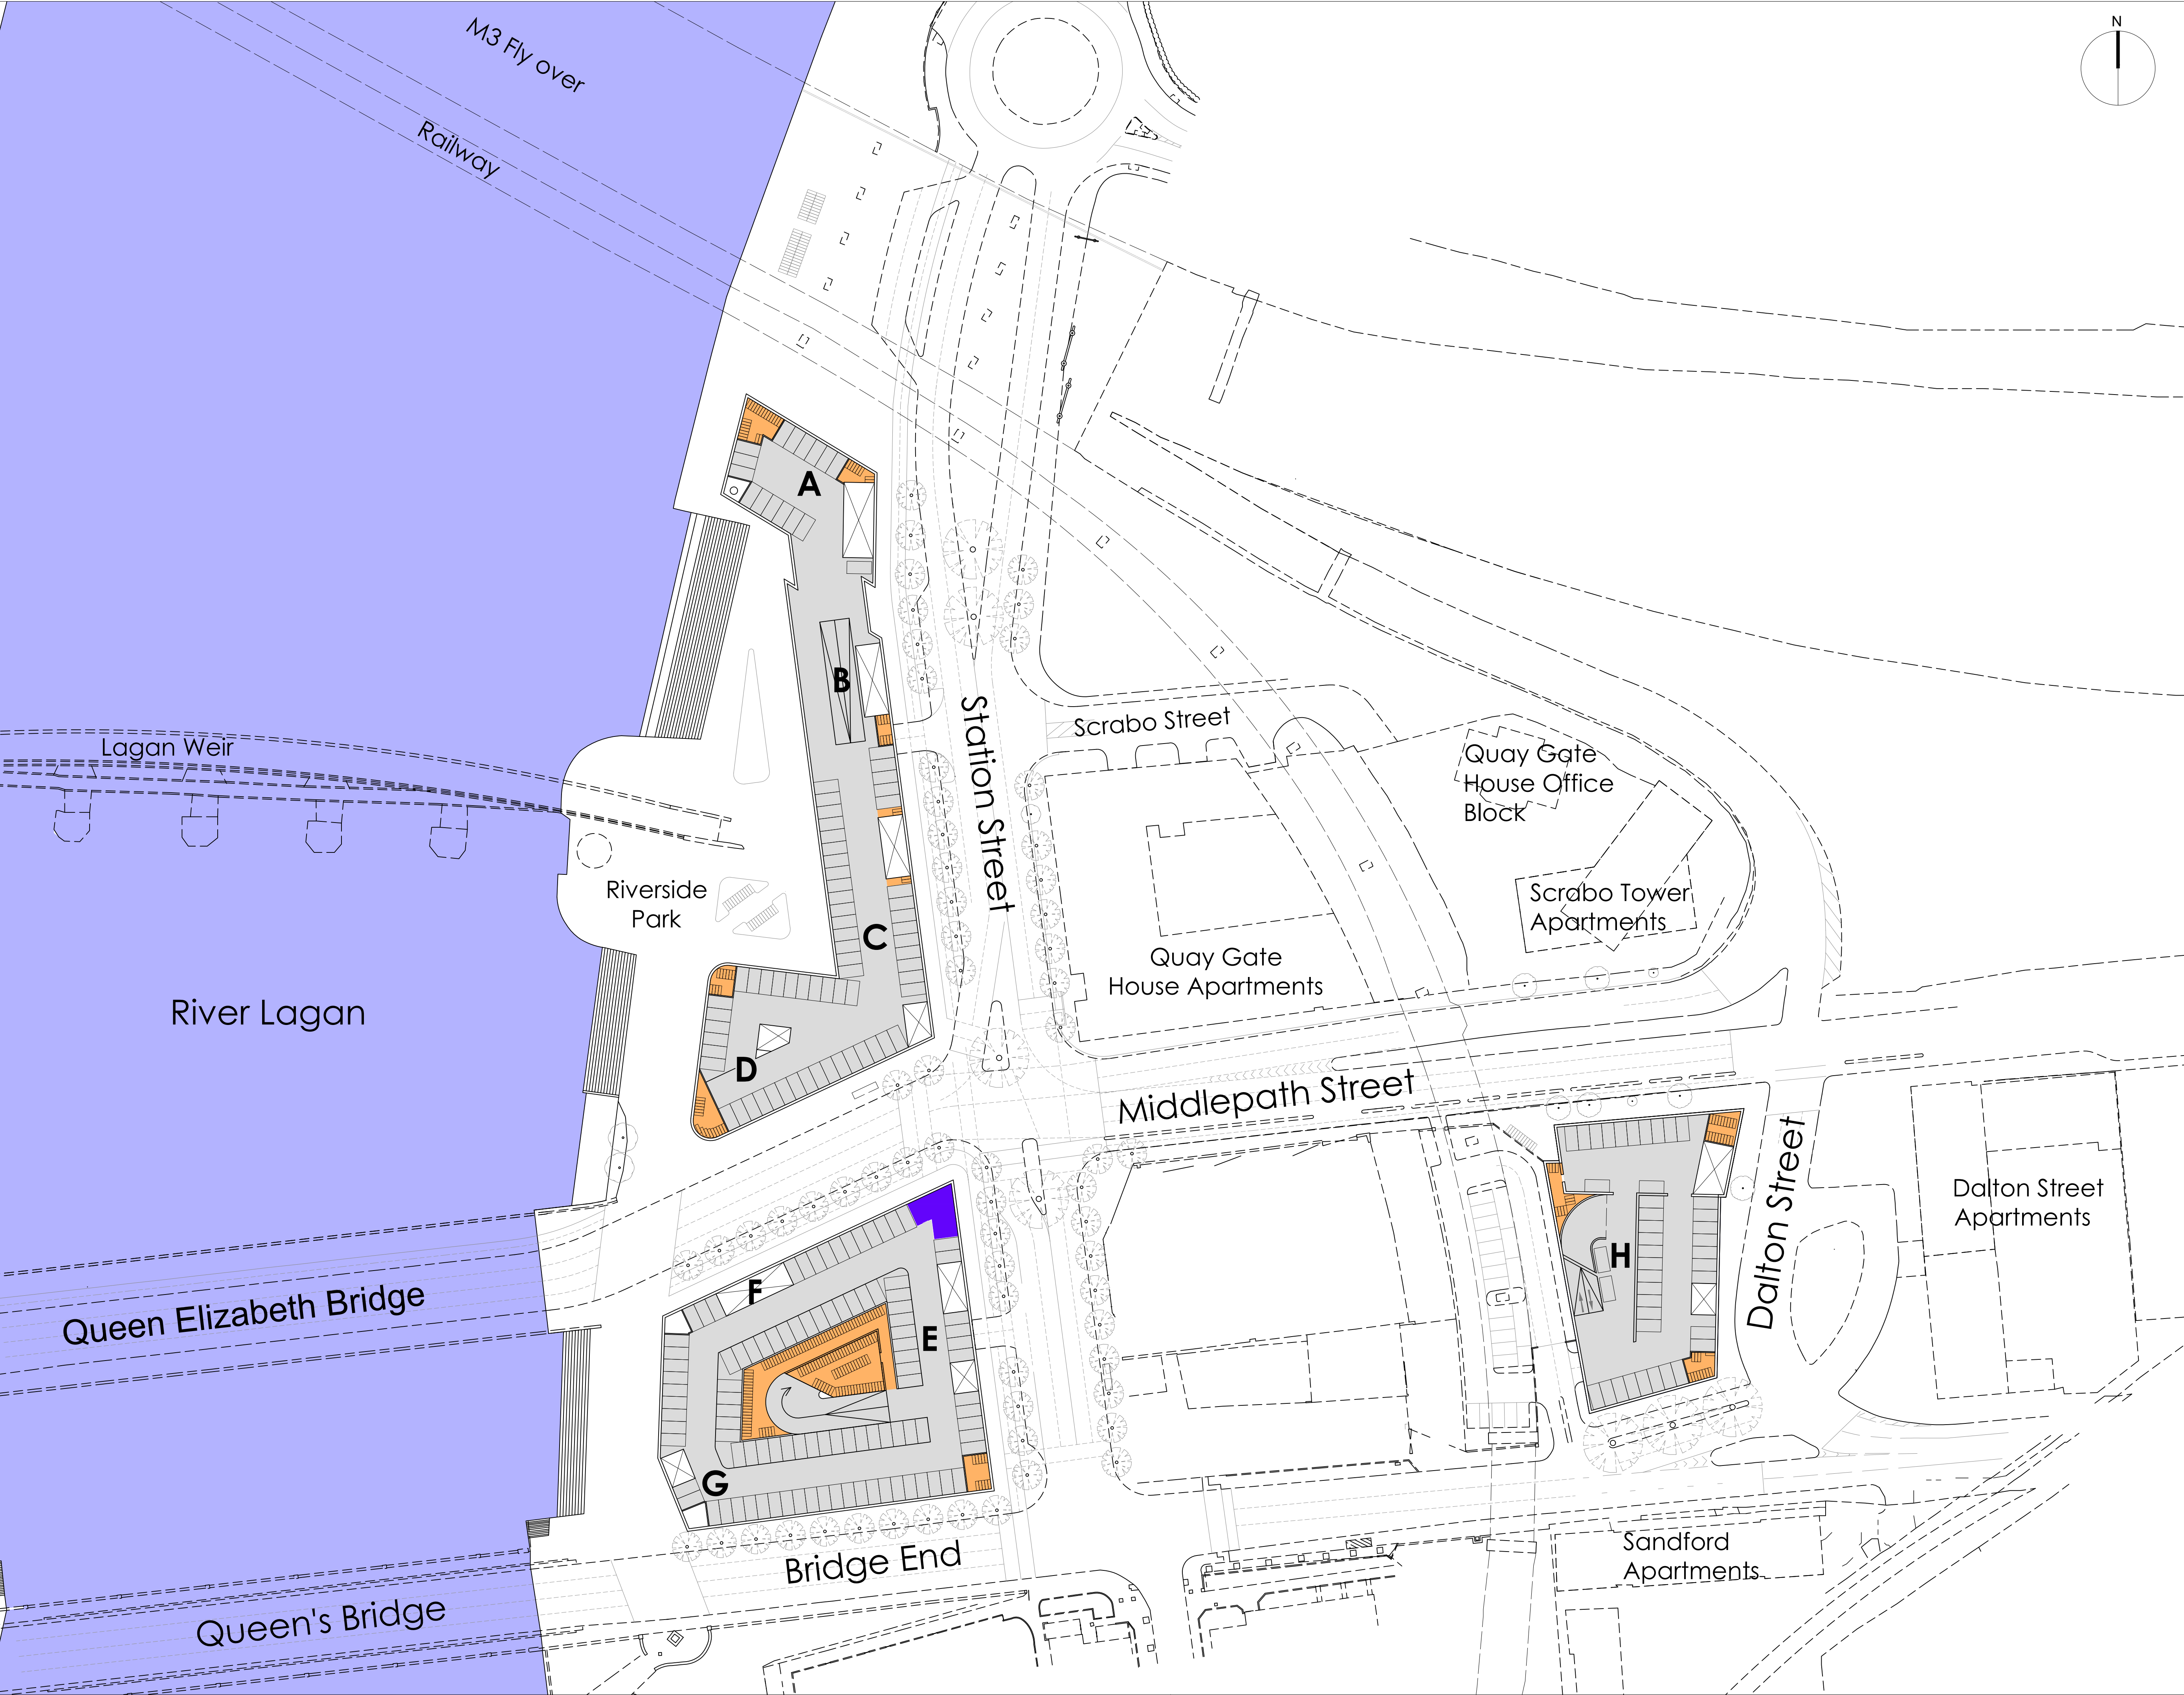 M3 Fly over
N
Railway
A
B
Station Street
Scrabo Street
Lagan Weir
Quay Gate
House Office
Block
Riverside
Park
Scrabo Tower
Apartments
C
Quay Gate
House Apartments
River Lagan
D
Middlepath Street
Dalton Street
Dalton Street
Apartments
H
F
E
Queen Elizabeth Bridge
G
Bridge End
Sandford
Apartments
Queen's Bridge